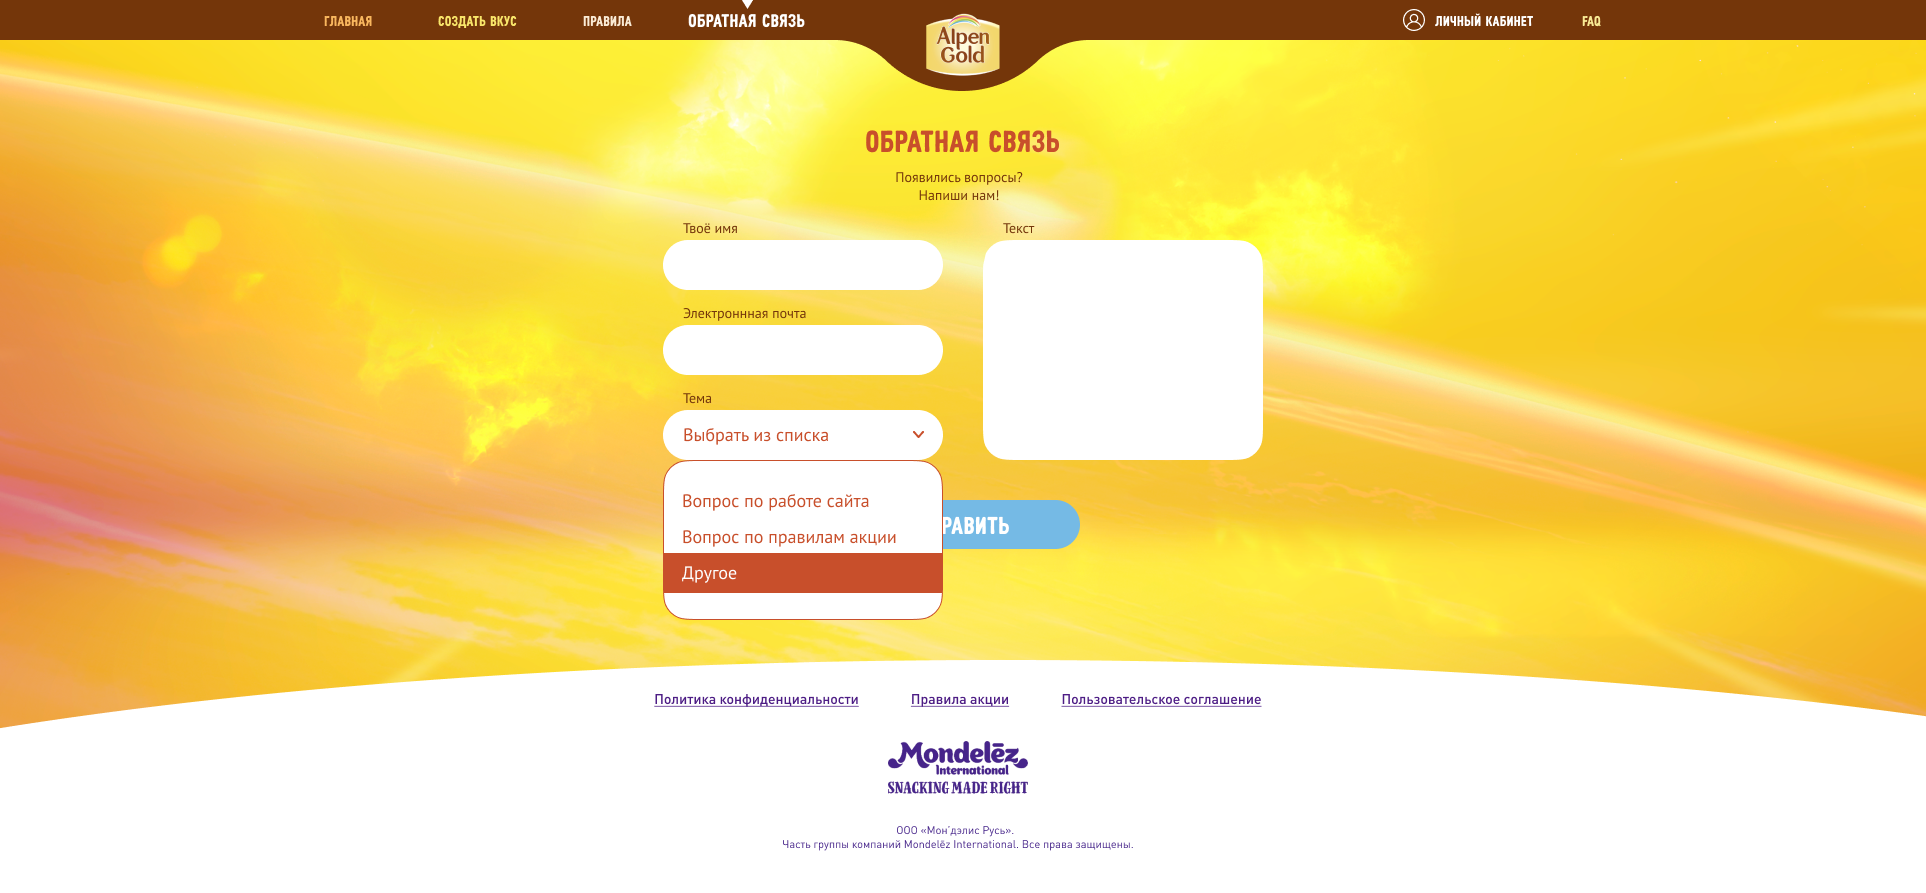 ГЛАВНАЯ
СОЗДАТЬ ВКУС
ПРАВИЛА
ОБРАТНАЯ СВЯЗЬ
Alpen
Gold
ЛИЧНЫЙ КАБИНЕТ
FAQ
ОБРАТНАЯ СВЯЗЬ
Появились вопросы?
Напиши нам!
Твоё имя
Текст
Электроннная почта
Тема
Выбрать из списка
Вопрос по работе сайта
Вопрос по правилам акции
Другое
РАВИТЬ
Политика конфиденциальности
Правила акции
Пользовательское соглашение
Mondelēz
International
SNACKING MADE RIGHT
ООО «Мон'дэлис Русь».
Часть группы компаний Mondelēz International. Все права защищены.